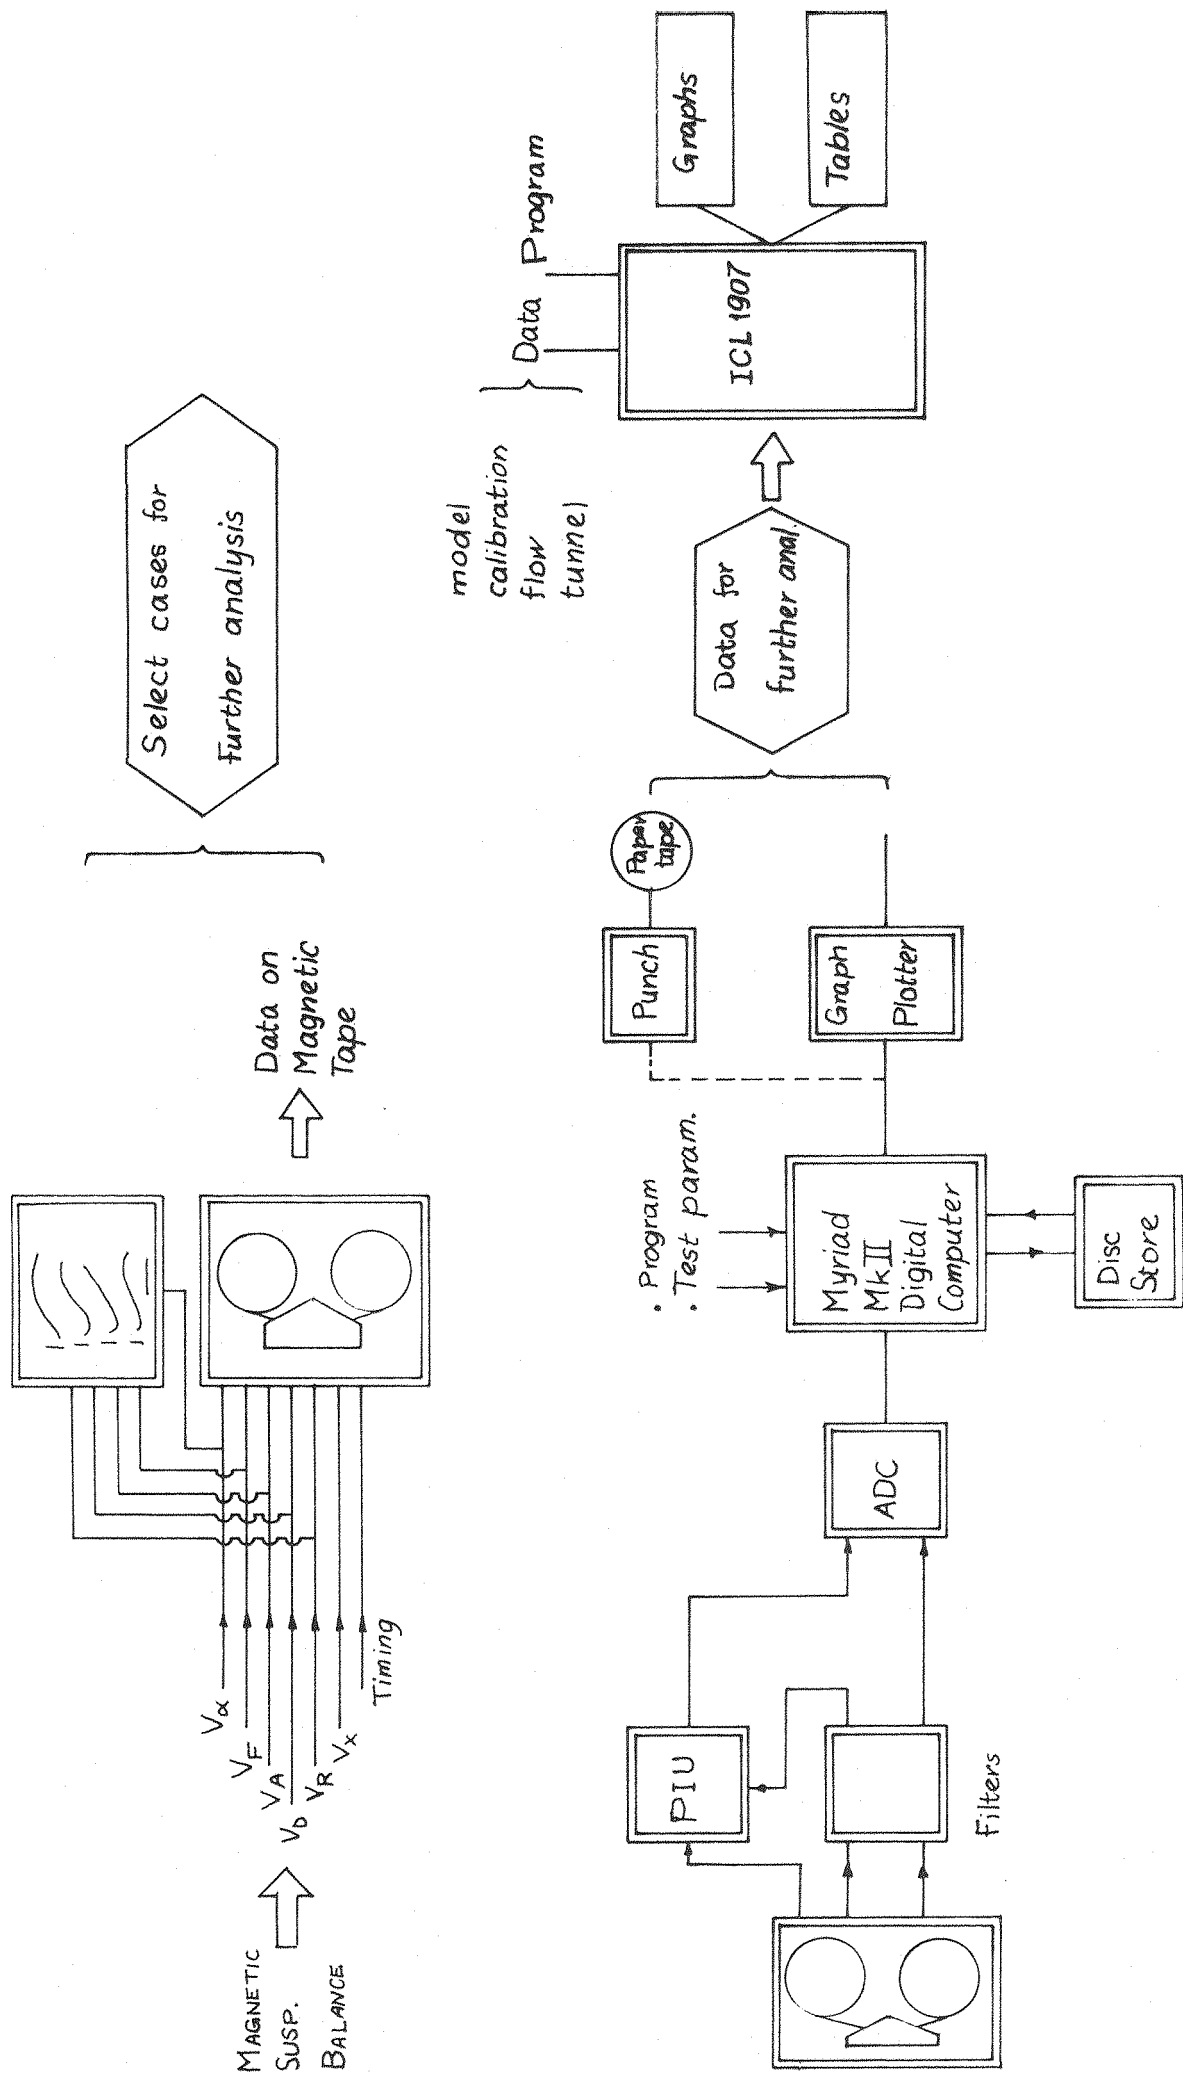 MAGNETIC
SUSP.
BALANCE
Vα
VF
VA
VD
VR
Vx
Timing
Data on
Magnetic
Tape
Select cases for
further analysis
PIU
Filters
ADC
• Program
• Test param.
Myriad
Mk II
Digital
Computer
Disc
Store
Punch
Paper
tape
Graph
Plotter
Data for
further anal.
model
calibration
flow
tunnel
Data
Program
ICL 1907
Graphs
Tables